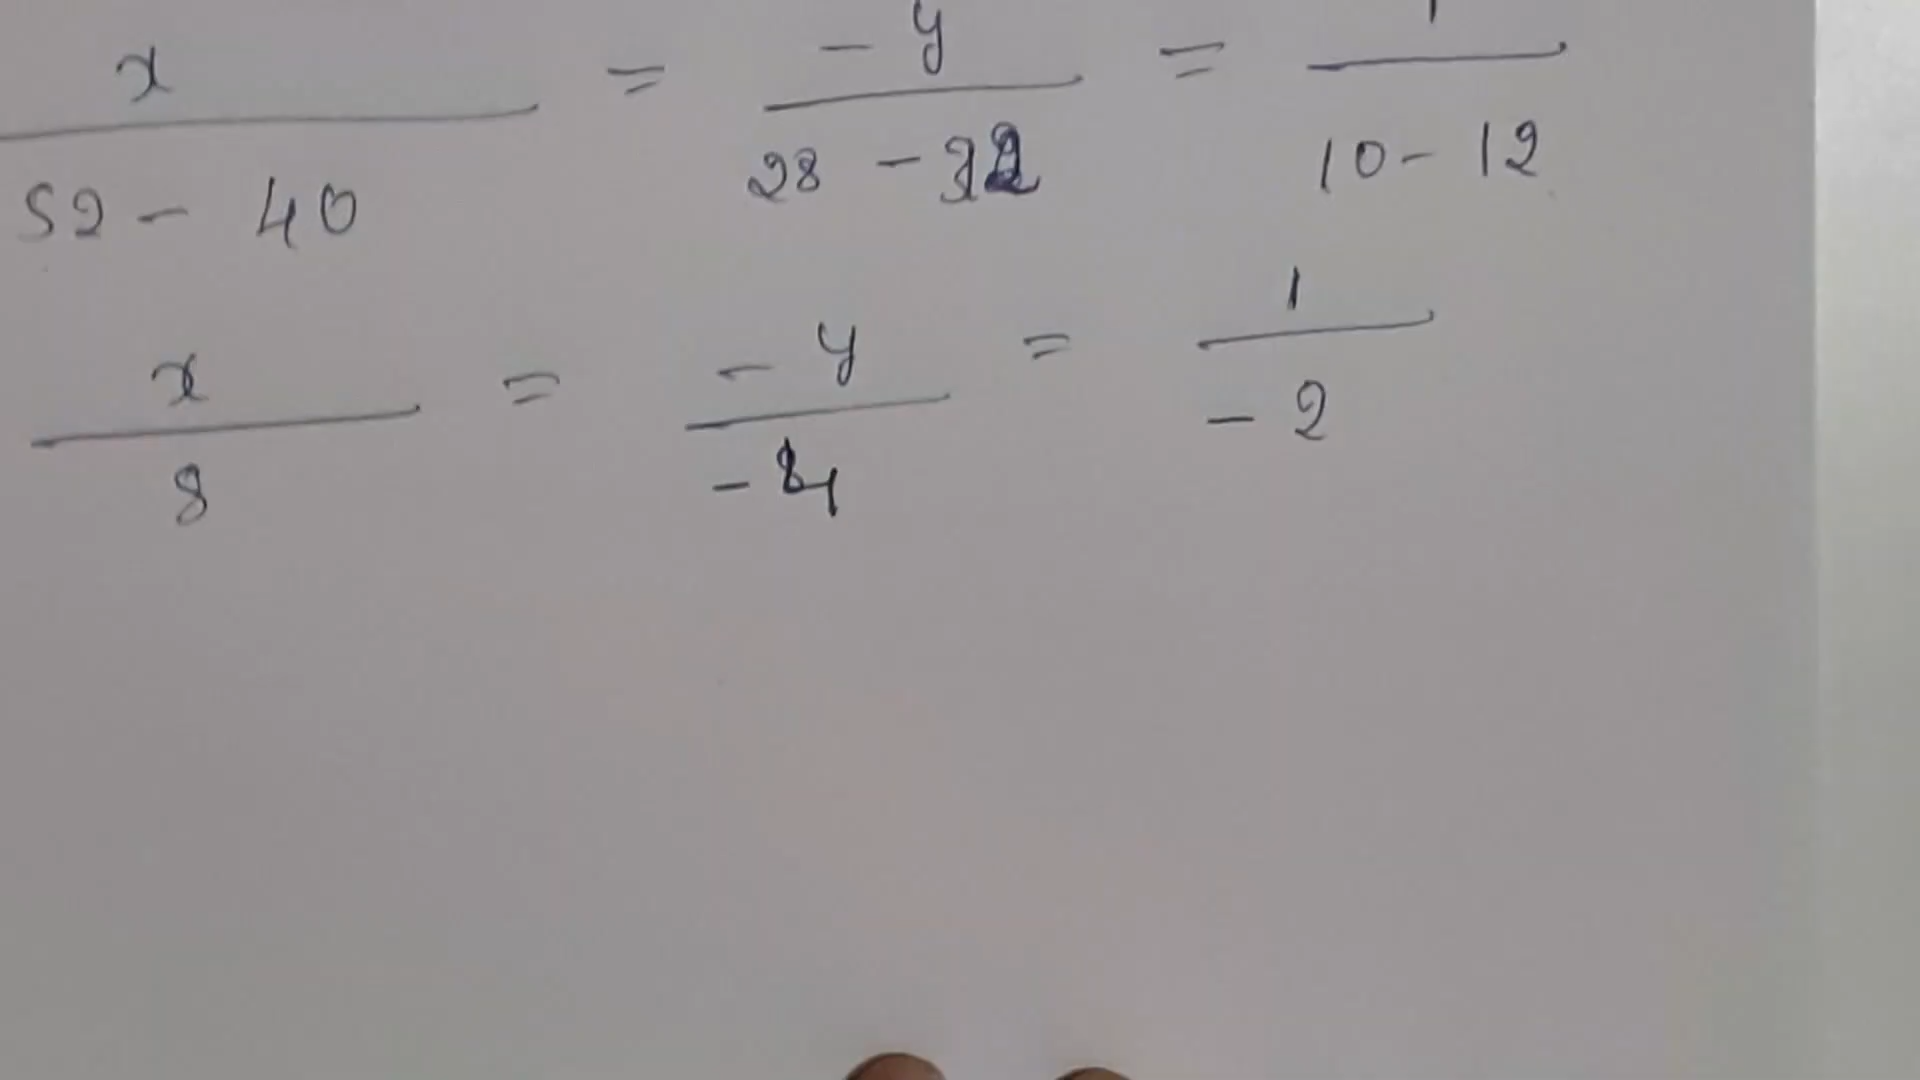 x = - y = 1
52 - 40 28 - 32 10 - 12
x = - y = 1
8 - 4 - 2